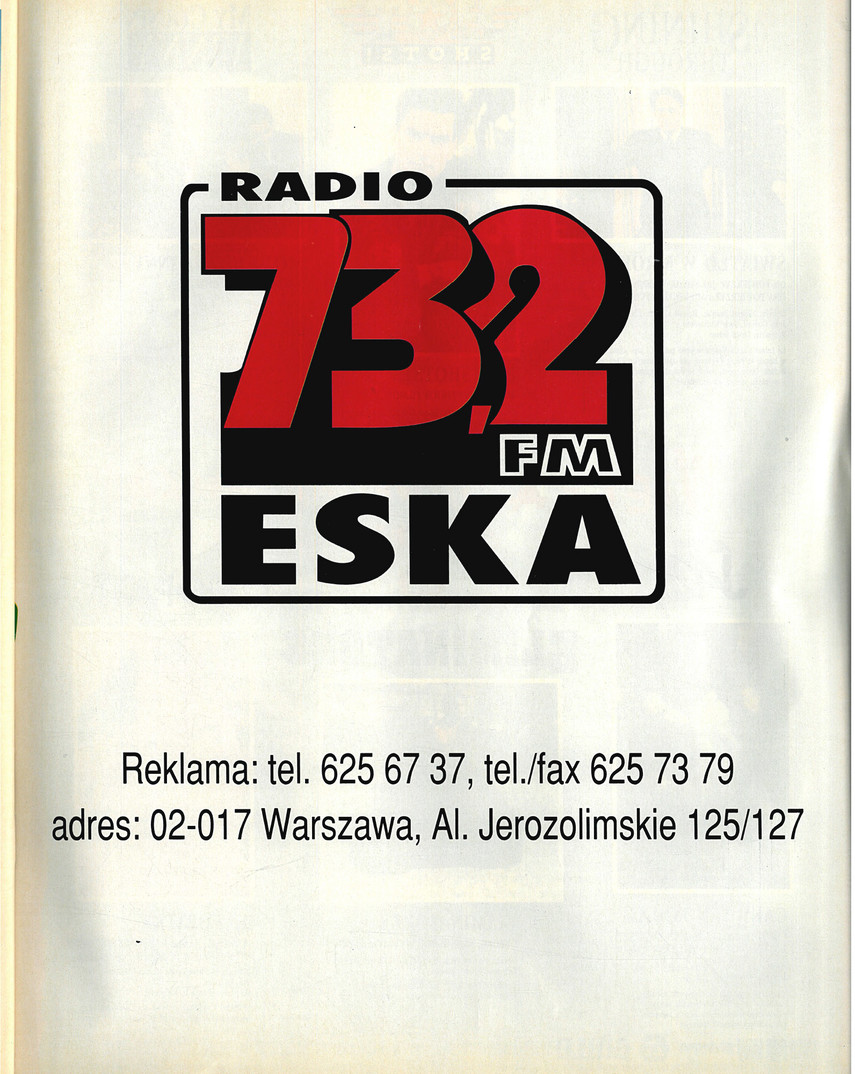 RADIO
73,2
FM
ESKA
Reklama: tel. 625 67 37, tel./fax 625 73 79
adres: 02-017 Warszawa, Al. Jerozolimskie 125/127